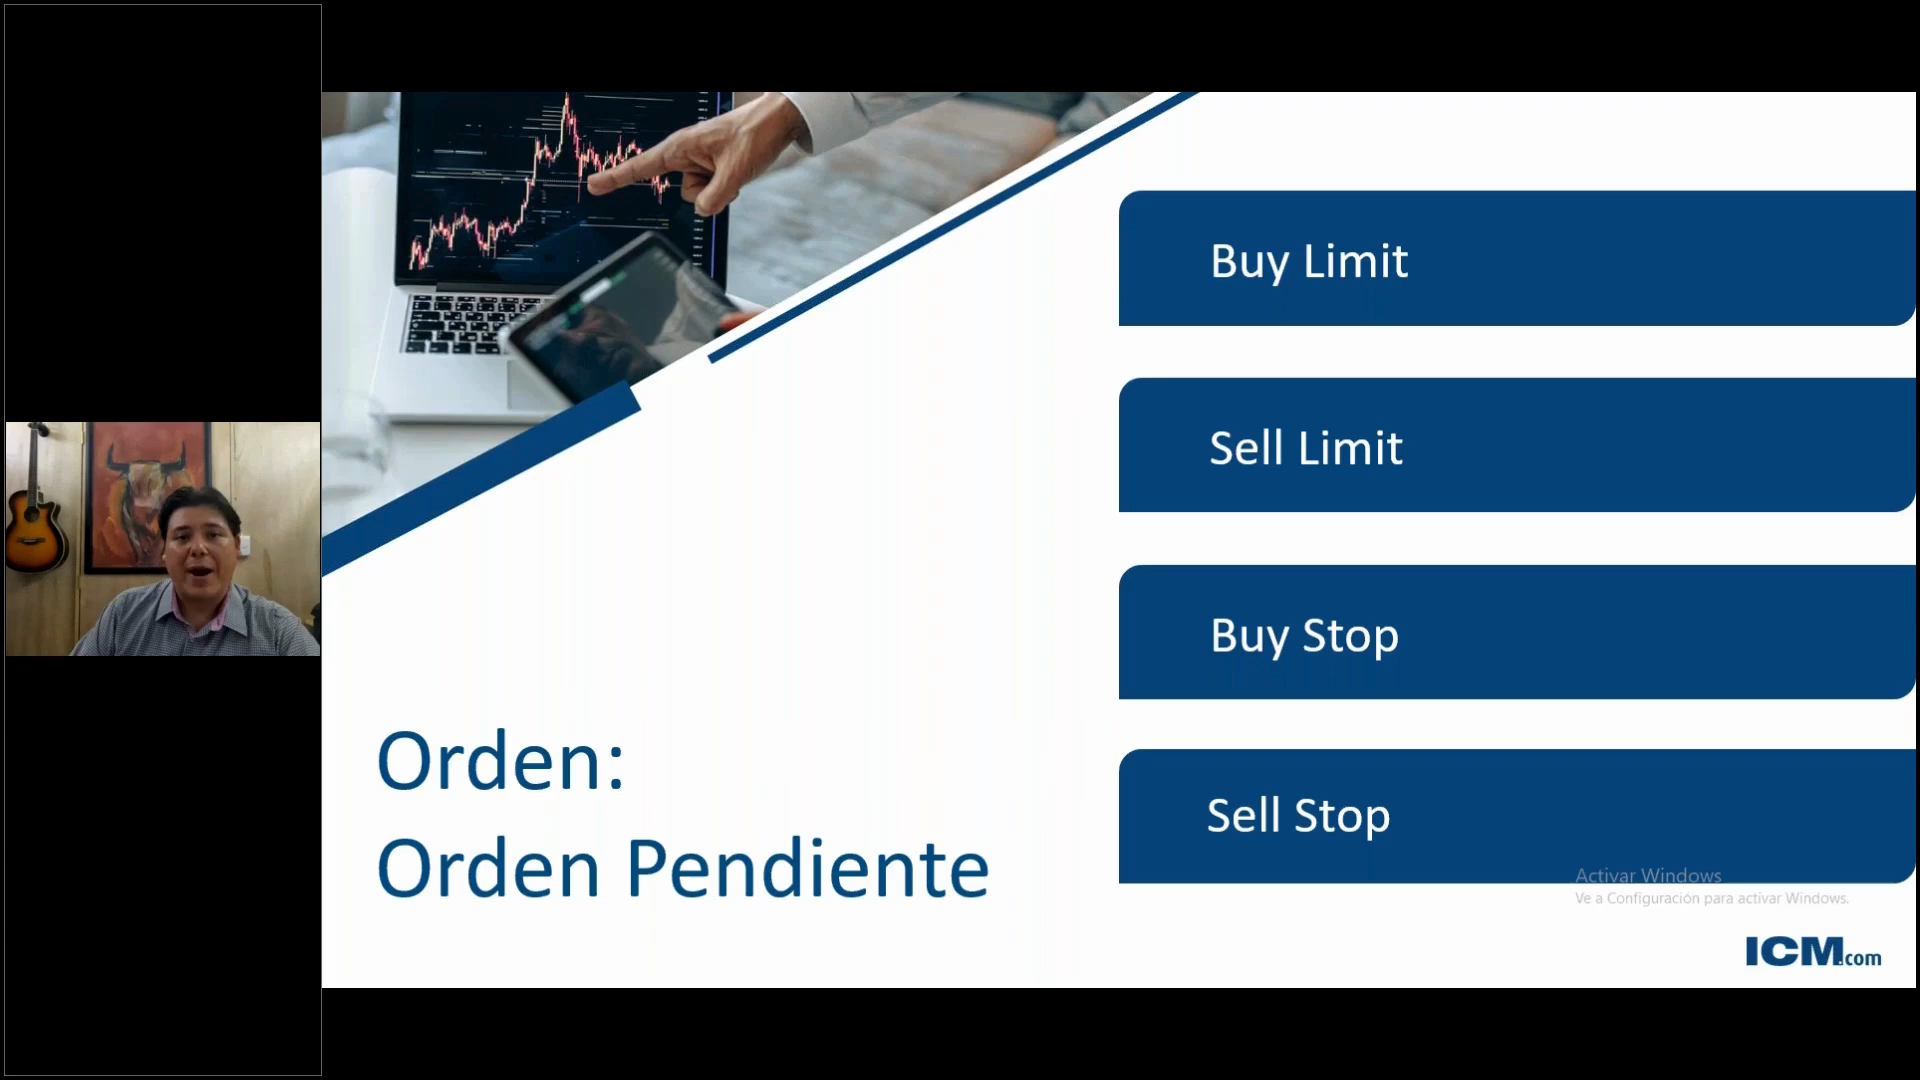 Buy Limit
Sell Limit
Buy Stop
Sell Stop
Orden:
Orden Pendiente
Activar Windows
Ve a Configuración para activar Windows.
ICM.com